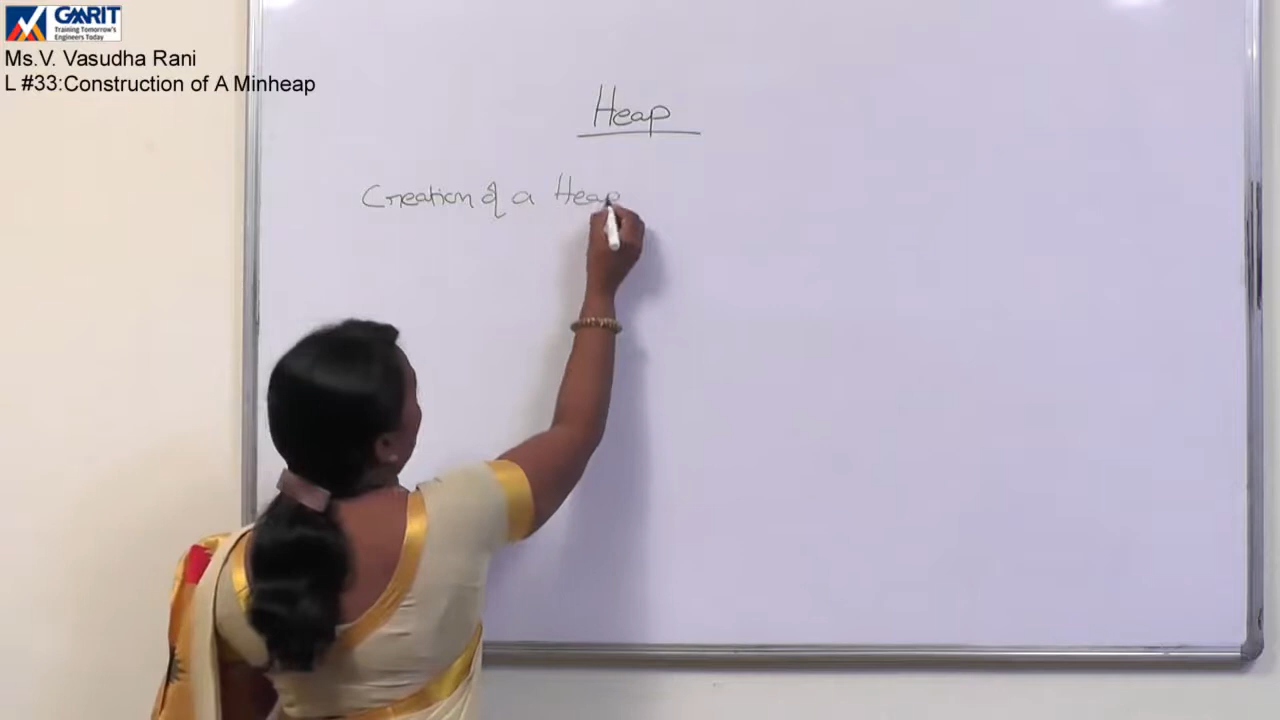 GMRIT
Training Tomorrow's
Engineers Today
Ms.V. Vasudha Rani
L #33:Construction of A Minheap
Heap
Creation of a Heap